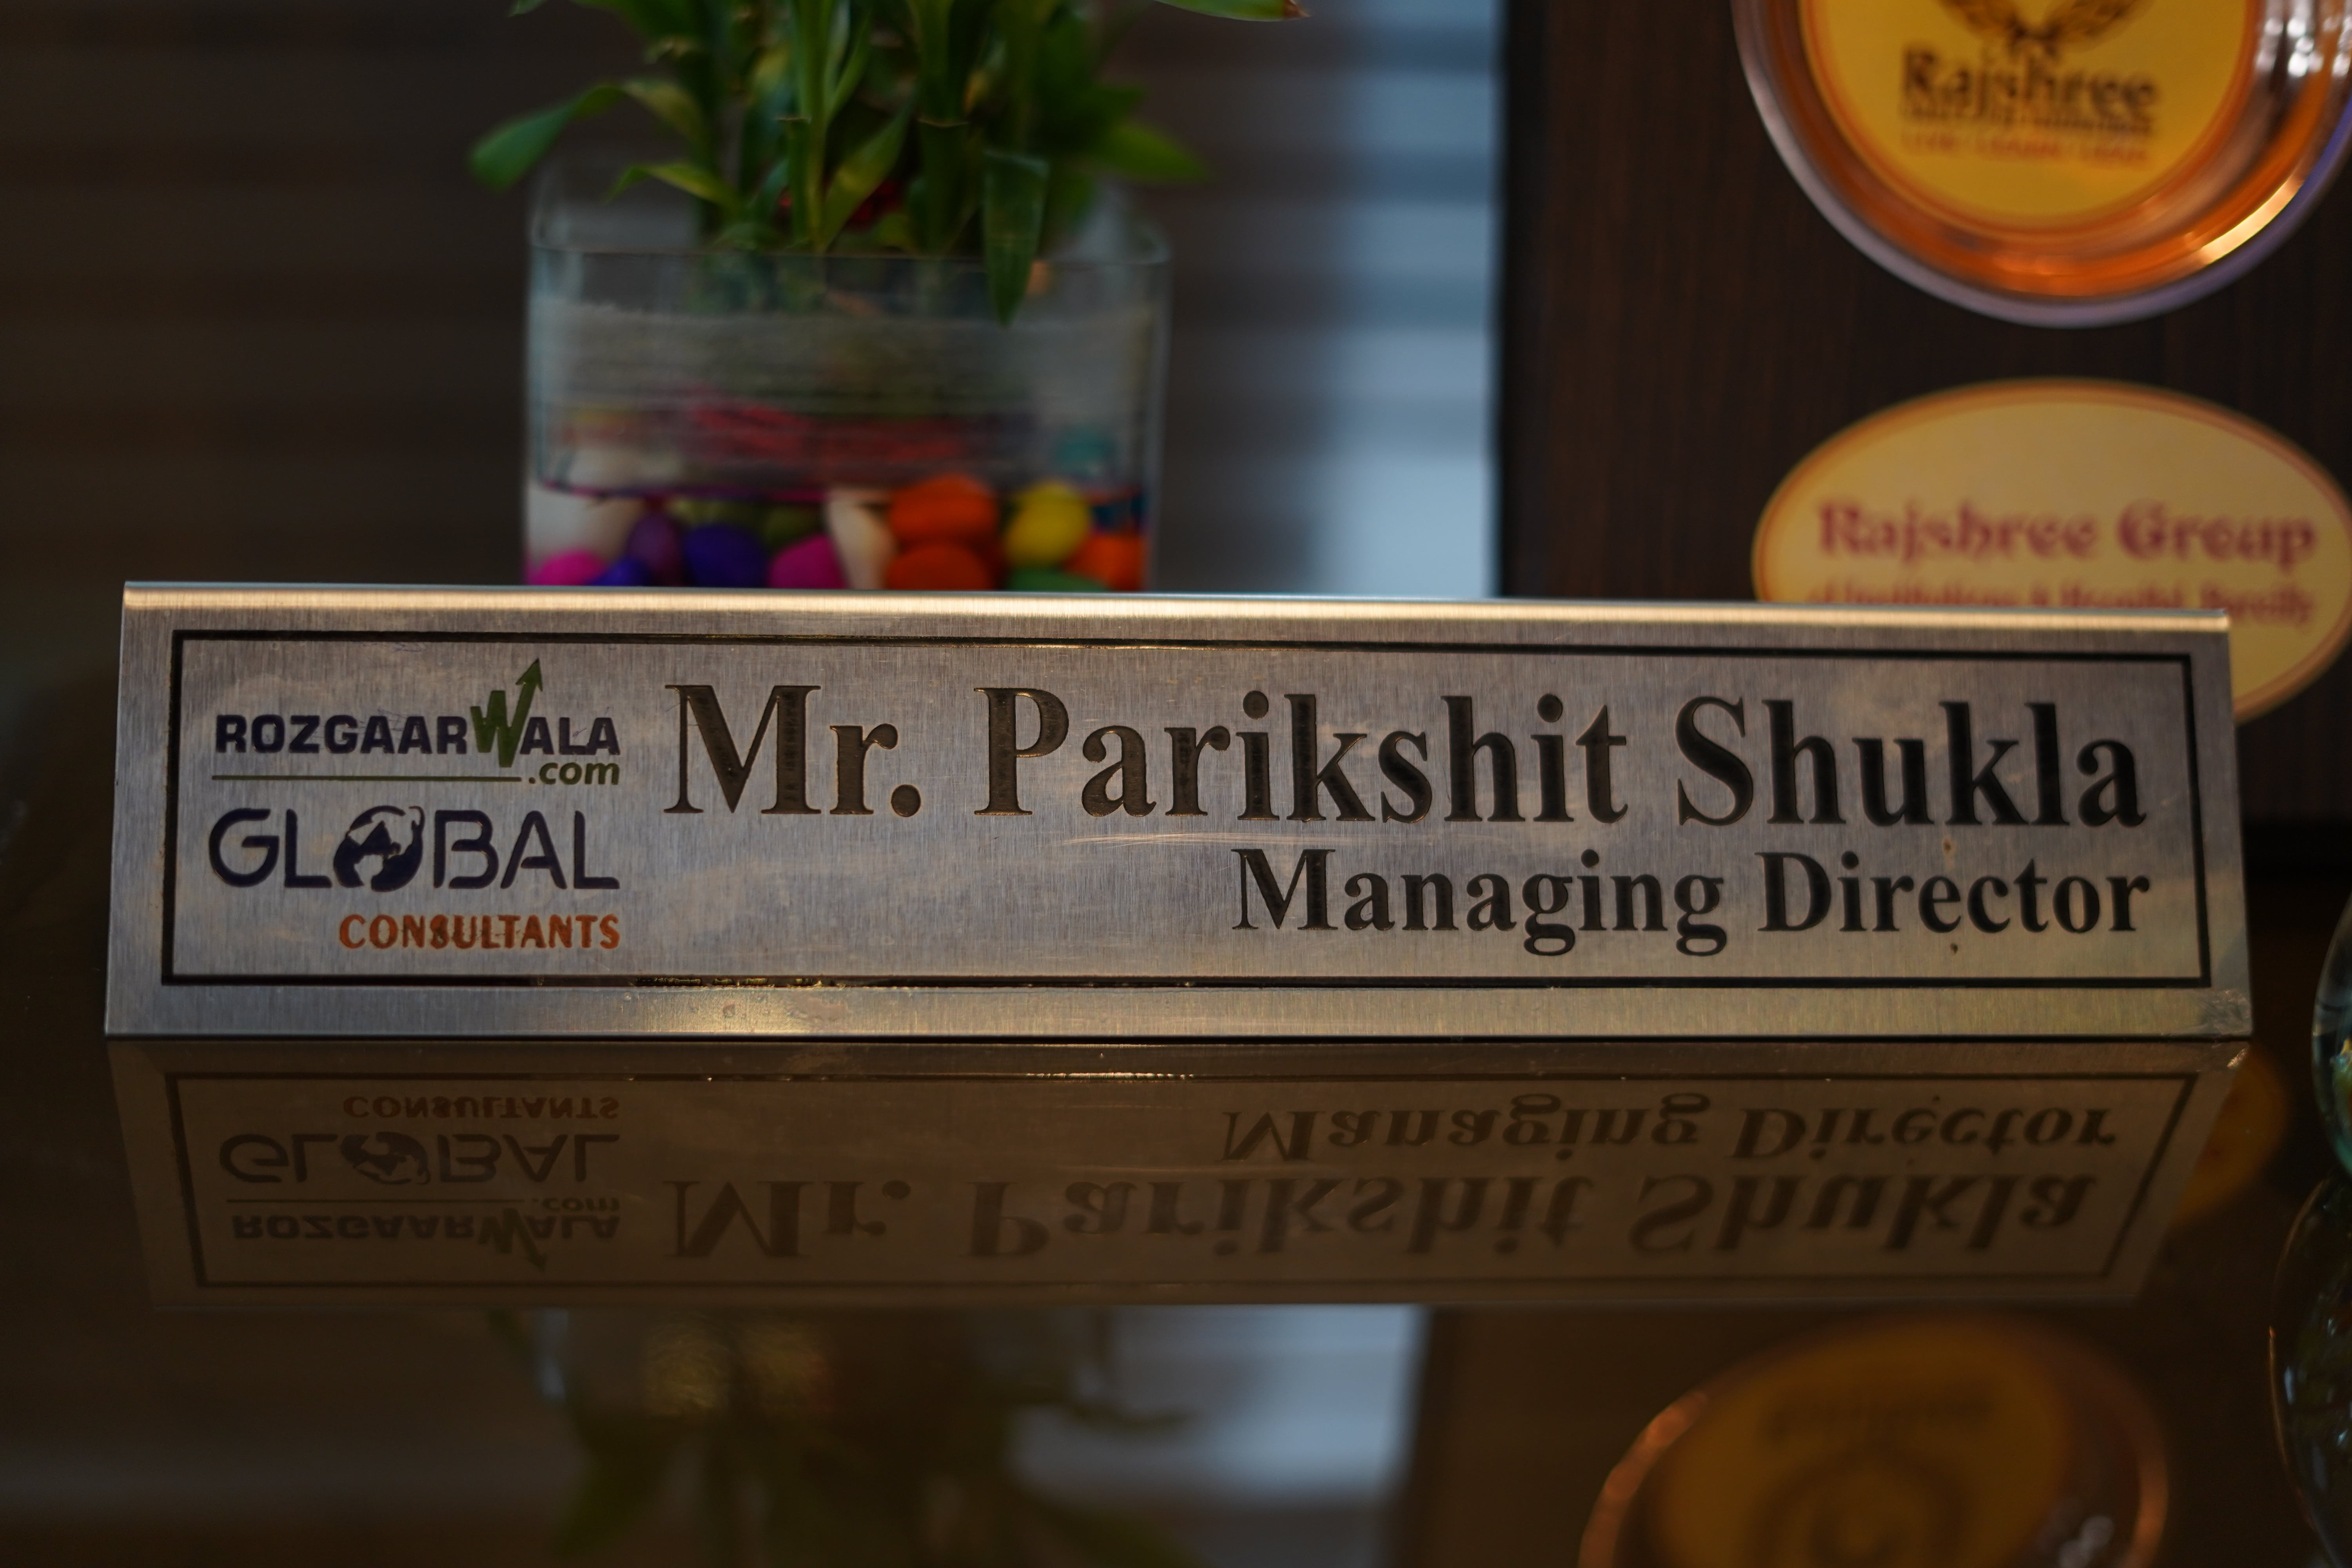 Rajshree
Rajshree Group
ROZGAARWALA
.com
GLOBAL
CONSULTANTS
Mr. Parikshit Shukla
Managing Director